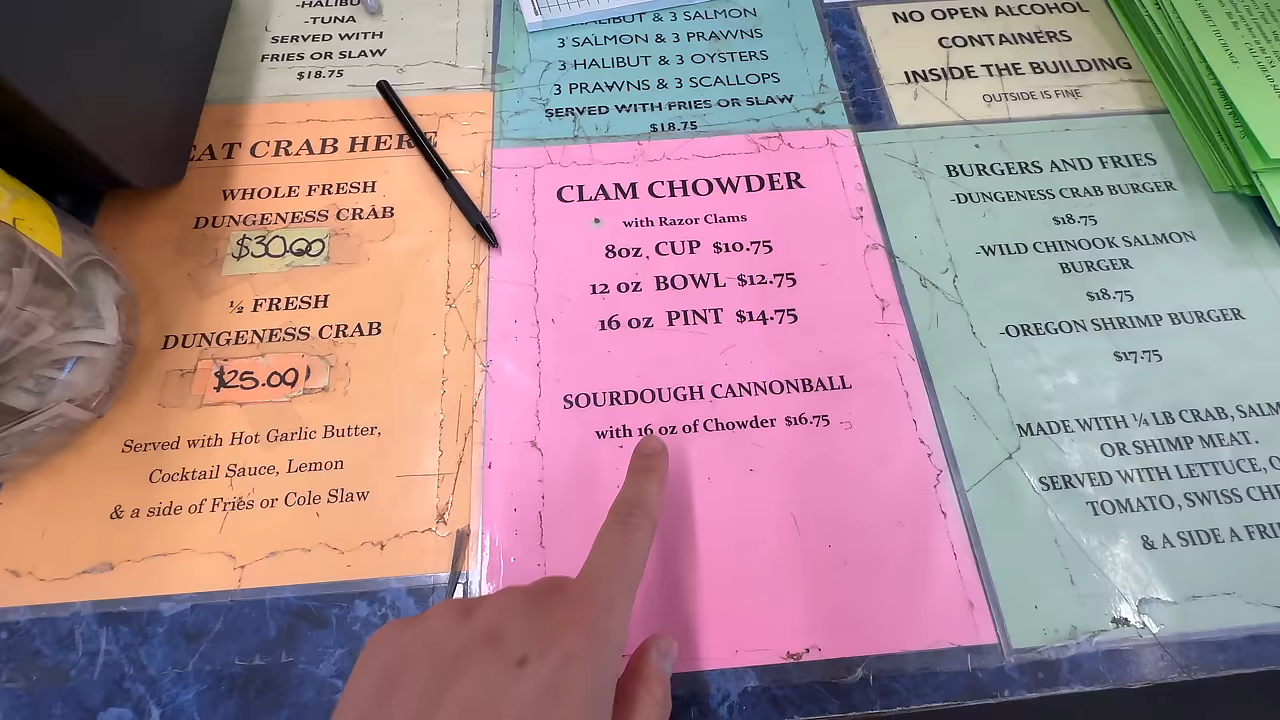 -HALIBU
-TUNA
SERVED WITH
FRIES OR SLAW
$18.75
HALIBUT & 3 SALMON
3 SALMON & 3 PRAWNS
3 HALIBUT & 3 OYSTERS
3 PRAWNS & 3 SCALLOPS
SERVED WITH FRIES OR SLAW
$18.75
NO OPEN ALCOHOL
CONTAINERS
INSIDE THE BUILDING
OUTSIDE IS FINE
EAT CRAB HERE
WHOLE FRESH
DUNGENESS CRAB
$30.00
½ FRESH
DUNGENESS CRAB
$25.00!
Served with Hot Garlic Butter,
Cocktail Sauce, Lemon
& a side of Fries or Cole Slaw
CLAM CHOWDER
with Razor Clams
8oz. CUP $10.75
12 oz BOWL $12.75
16 oz PINT $14.75
SOURDOUGH CANNONBALL
with 16 oz of Chowder $16.75
BURGERS AND FRIES
-DUNGENESS CRAB BURGER
$18.75
-WILD CHINOOK SALMON
BURGER
$18.75
-OREGON SHRIMP BURGER
$17.75
MADE WITH ¼ LB CRAB, SALM
OR SHIMP MEAT.
SERVED WITH LETTUCE, O
TOMATO, SWISS CHE
& A SIDE A FRI